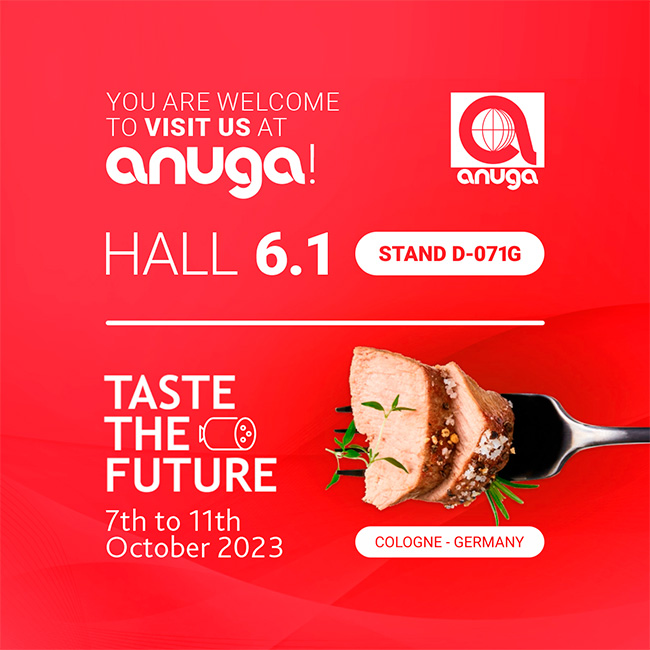 YOU ARE WELCOME
TO VISIT US AT
anuga!
anuga
HALL 6.1
STAND D-071G
TASTE
THE
FUTURE
7th to 11th
October 2023
COLOGNE - GERMANY